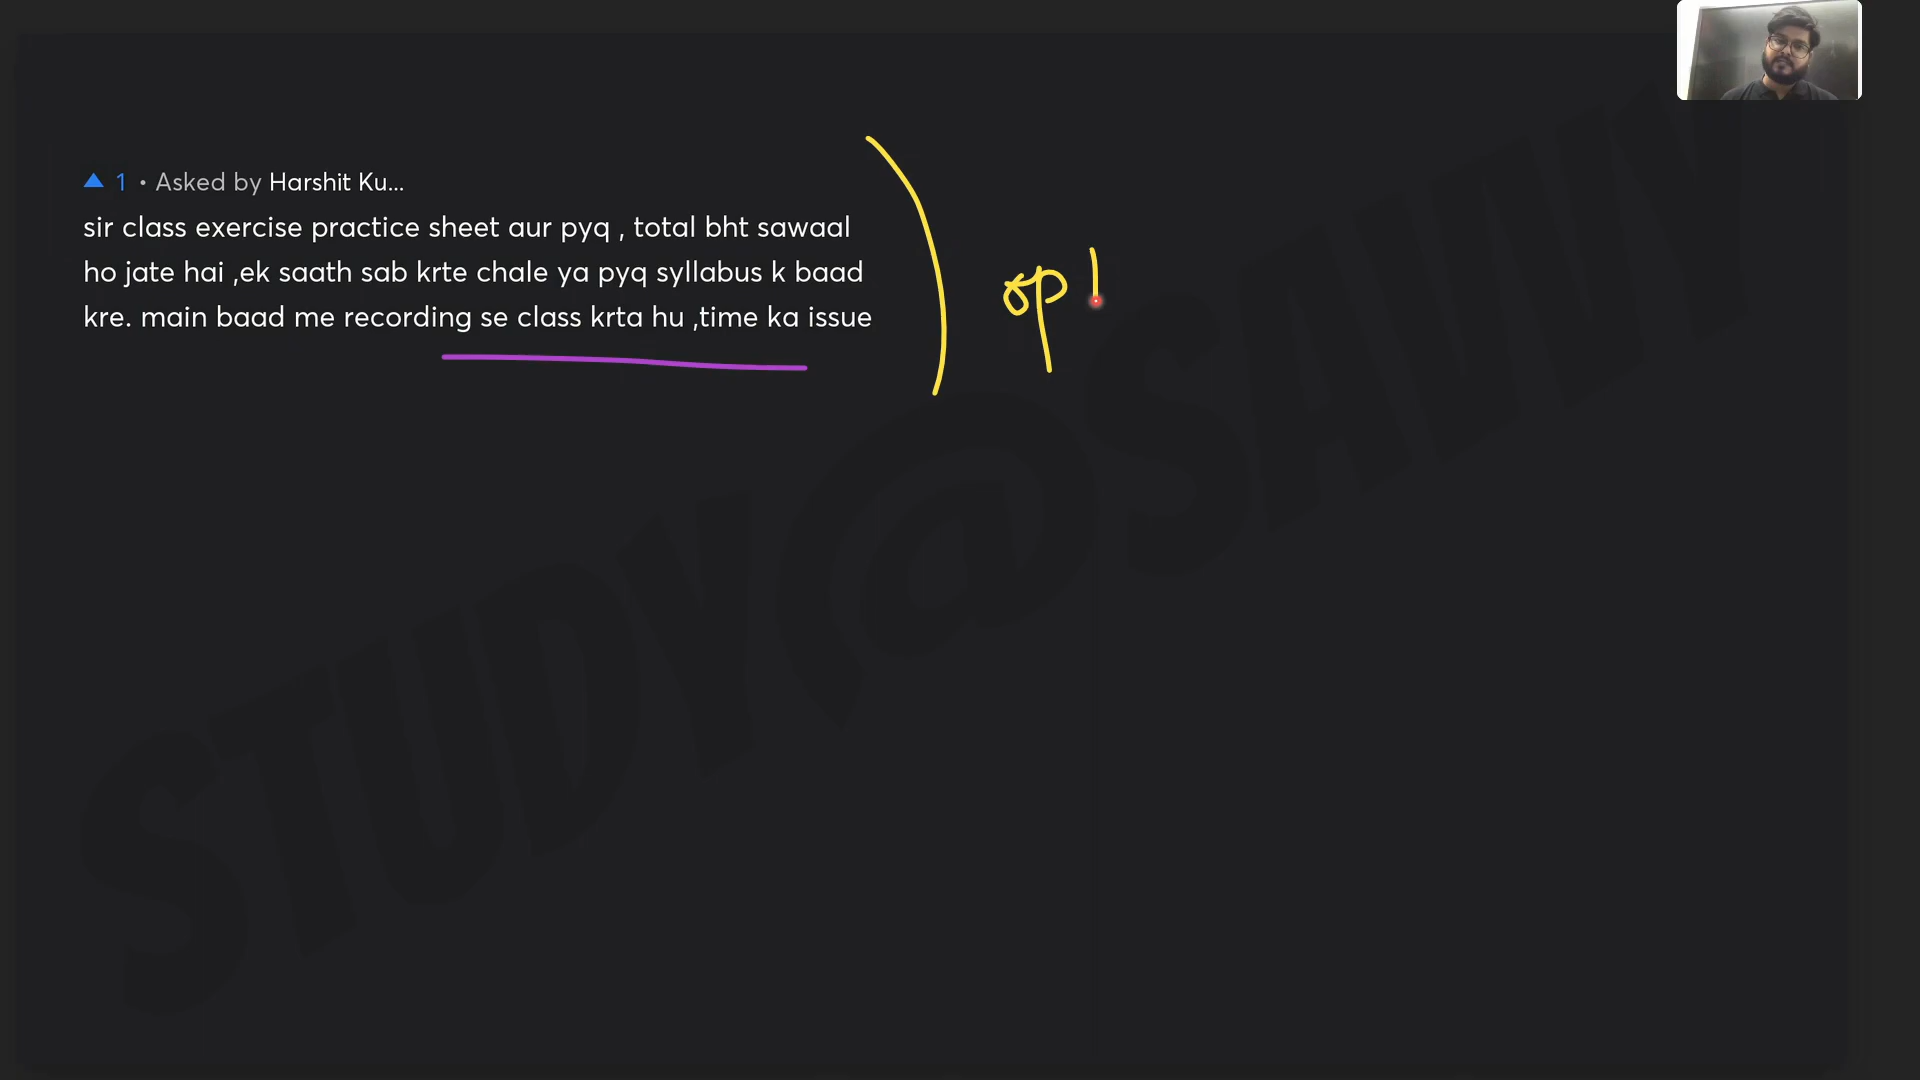 ▲ 1 • Asked by Harshit Ku...
sir class exercise practice sheet aur pyq , total bht sawaal
ho jate hai ,ek saath sab krte chale ya pyq syllabus k baad
kre. main baad me recording se class krta hu ,time ka issue
op
STUDY@SAMIV